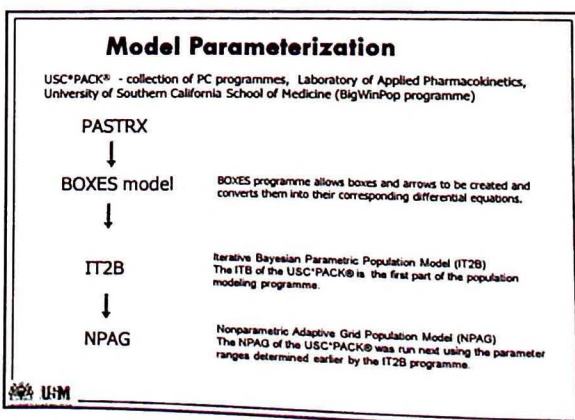 Model Parameterization
USC*PACK® - collection of PC programmes, Laboratory of Applied Pharmacokinetics,
University of Southern California School of Medicine (BigWinPop programme)
PASTRX
BOXES model
BOXES programme allows boxes and arrows to be created and
converts them into their corresponding differential equations.
IT2B
Iterative Bayesian Parametric Population Model (IT2B)
The ITB of the USC*PACK® is the first part of the population
modeling programme.
NPAG
Nonparametric Adaptive Grid Population Model (NPAG)
The NPAG of the USC*PACK® was run next using the parameter
ranges determined earlier by the IT2B programme.
USM